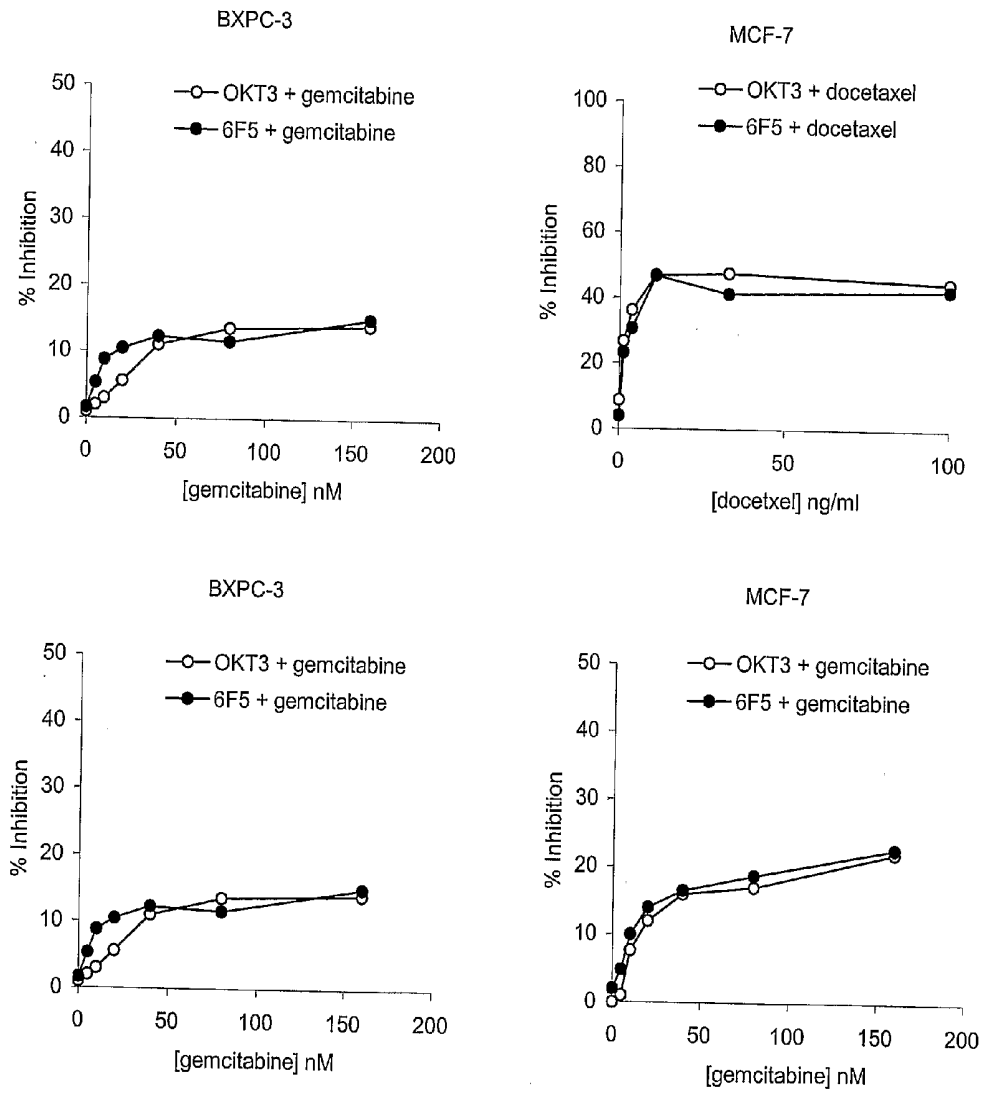 BXPC-3
50
40
30
20
10
0
% Inhibition
OKT3 + gemcitabine
6F5 + gemcitabine
0 50 100 150 200
[gemcitabine] nM
MCF-7
100
80
60
40
20
0
% Inhibition
OKT3 + docetaxel
6F5 + docetaxel
0 50 100
[docetxel] ng/ml
BXPC-3
50
40
30
20
10
0
% Inhibition
OKT3 + gemcitabine
6F5 + gemcitabine
0 50 100 150 200
[gemcitabine] nM
MCF-7
50
40
30
20
10
0
% Inhibition
OKT3 + gemcitabine
6F5 + gemcitabine
0 50 100 150 200
[gemcitabine] nM